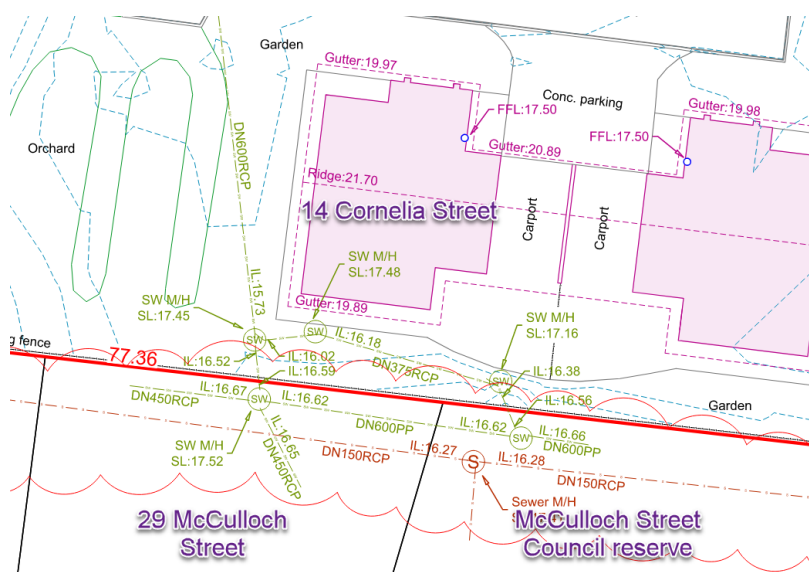 Garden
Gutter:19.97
Conc. parking
FFL:17.50
Gutter:19.98
FFL:17.50
DN600RCP
Orchard
Gutter:20.89
Ridge:21.70
14 Cornelia Street
Carport
Carport
SW M/H
SL:17.48
IL:15.73
SW M/H
SL:17.45
Gutter:19.89
SW M/H
SL:17.16
SW
SW
IL:16.18
g fence
77.36
IL:16.52
IL:16.02
DN375RCP
SW
IL:16.38
IL:16.59
IL:16.67
DN450RCP
SW
IL:16.62
IL:16.56
Garden
DN600PP
IL:16.62
SW
IL:16.66
DN600PP
SW M/H
SL:17.52
IL:16.65
DN450RCP
DN150RCP
IL:16.27
S
IL:16.28
DN150RCP
Sewer M/H
29 McCulloch
Street
McCulloch Street
Council reserve